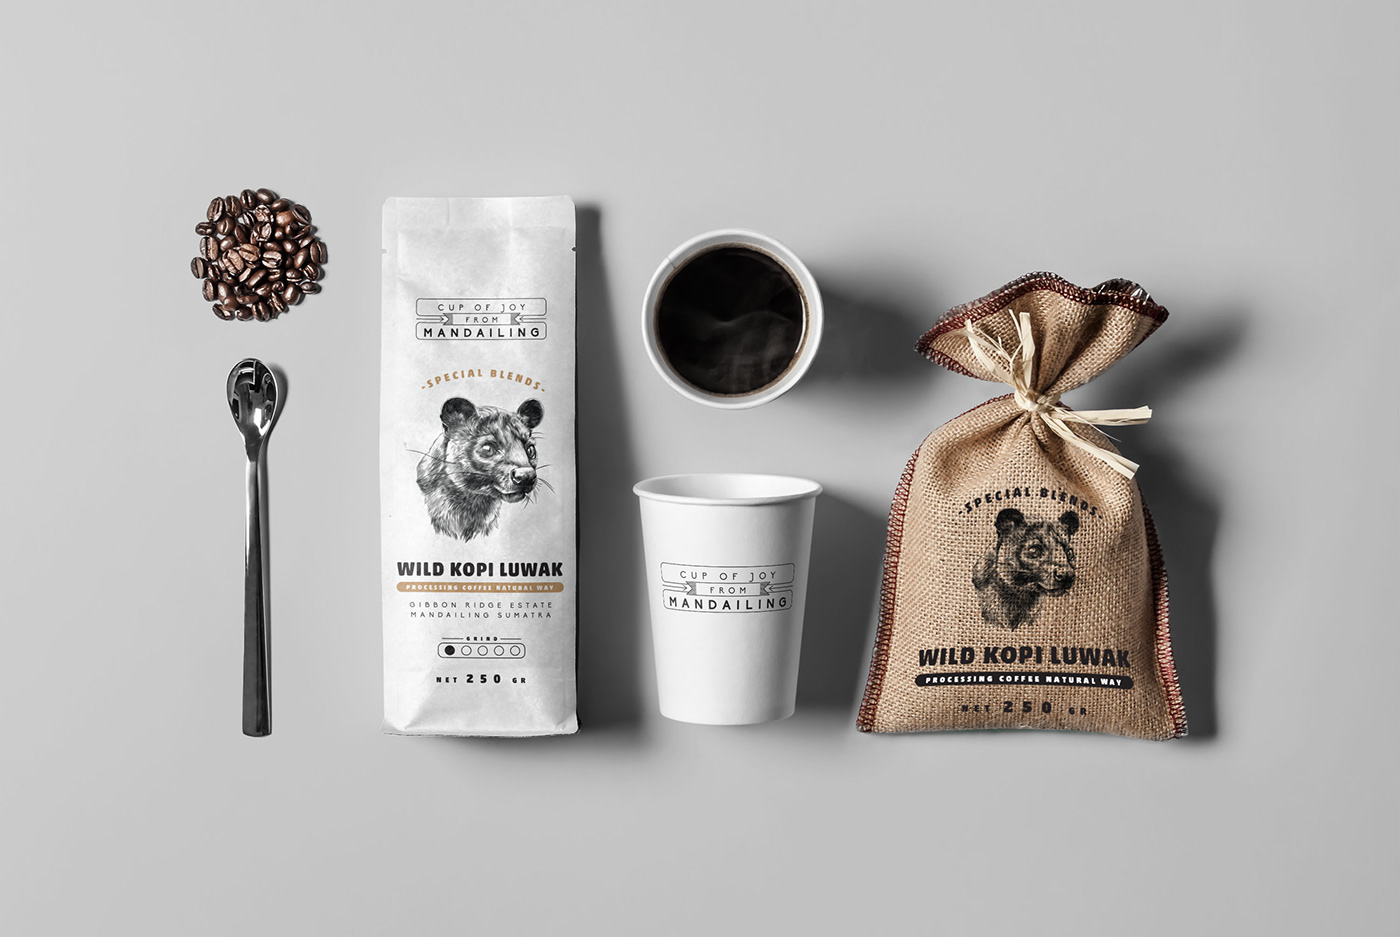 CUP OF JOY
FROM
MANDAILING
-SPECIAL BLENDS-
WILD KOPI LUWAK
PROCESSING COFFEE NATURAL WAY
GIBBON RIDGE ESTATE
MANDAILING SUMATRA
GRIND
NET 250 GR
CUP OF JOY
FROM
MANDAILING
-SPECIAL BLENDS-
WILD KOPI LUWAK
PROCESSING COFFEE NATURAL WAY
NET 250 GR